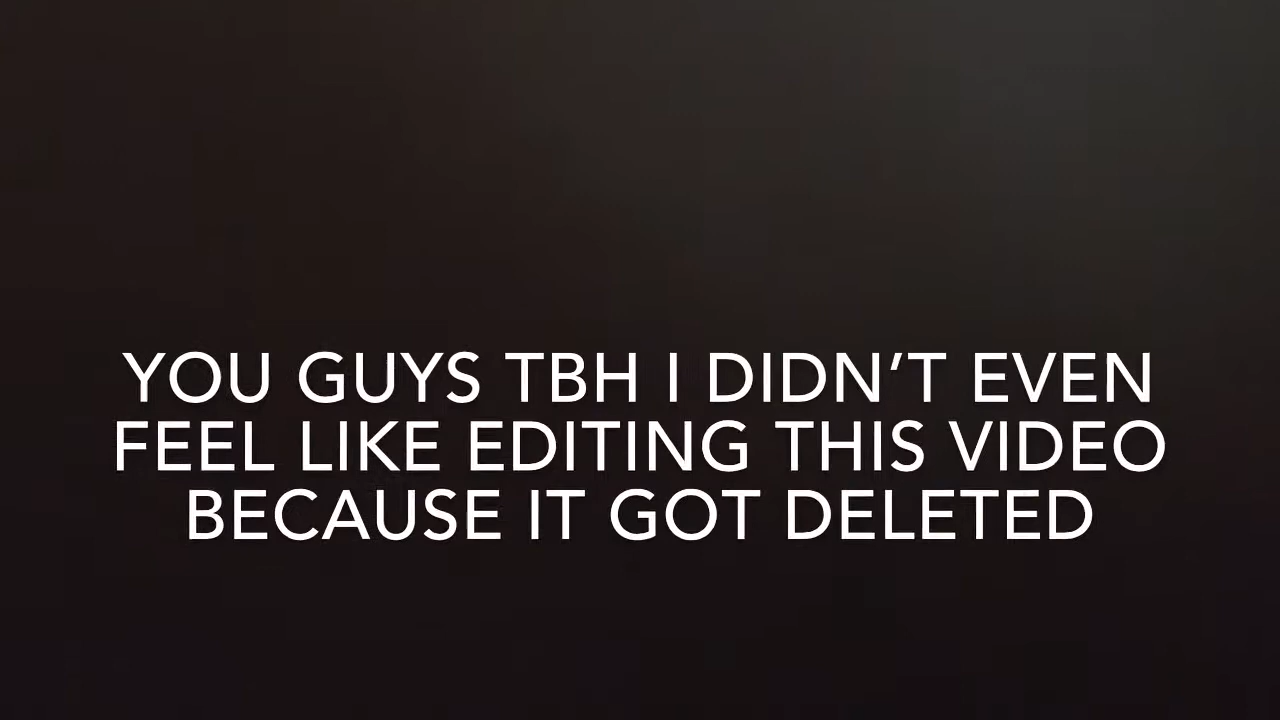 YOU GUYS TBH I DIDN’T EVEN
FEEL LIKE EDITING THIS VIDEO
BECAUSE IT GOT DELETED